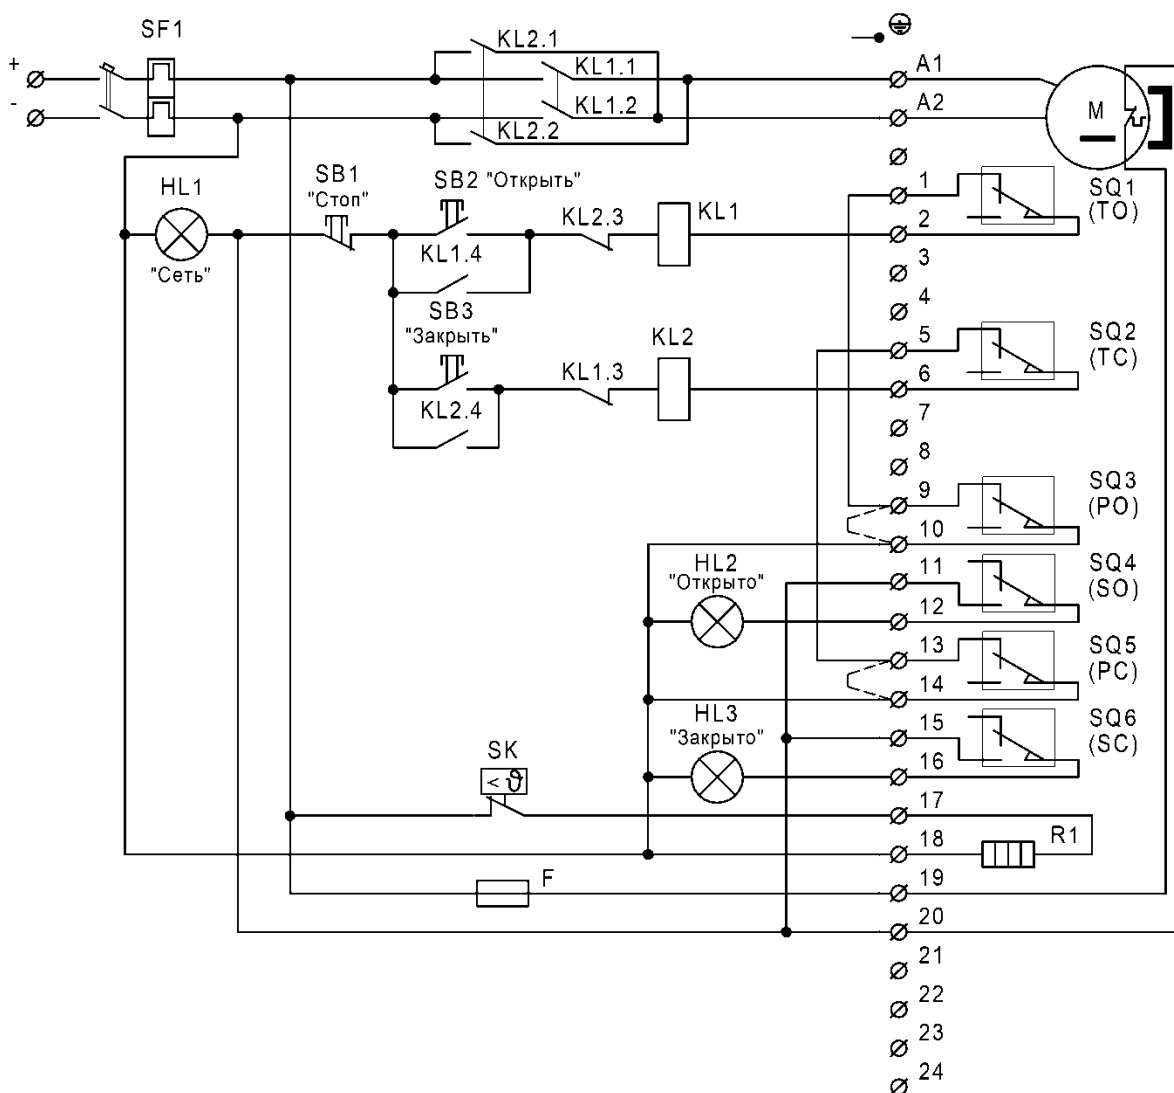 SF1
+
-
KL2.1
KL1.1
KL1.2
KL2.2
A1
A2
M
HL1
"Сеть"
SB1
"Стоп"
SB2 "Открыть"
KL1.4
KL2.3
KL1
SB3
"Закрыть"
KL2.4
KL1.3
KL2
1
2
3
4
5
6
7
8
9
10
11
12
13
14
15
16
17
18
19
20
21
22
23
24
SQ1
(TO)
SQ2
(TC)
SQ3
(PO)
SQ4
(SO)
SQ5
(PC)
SQ6
(SC)
HL2
"Открыто"
HL3
"Закрыто"
SK
< ϑ
R1
F